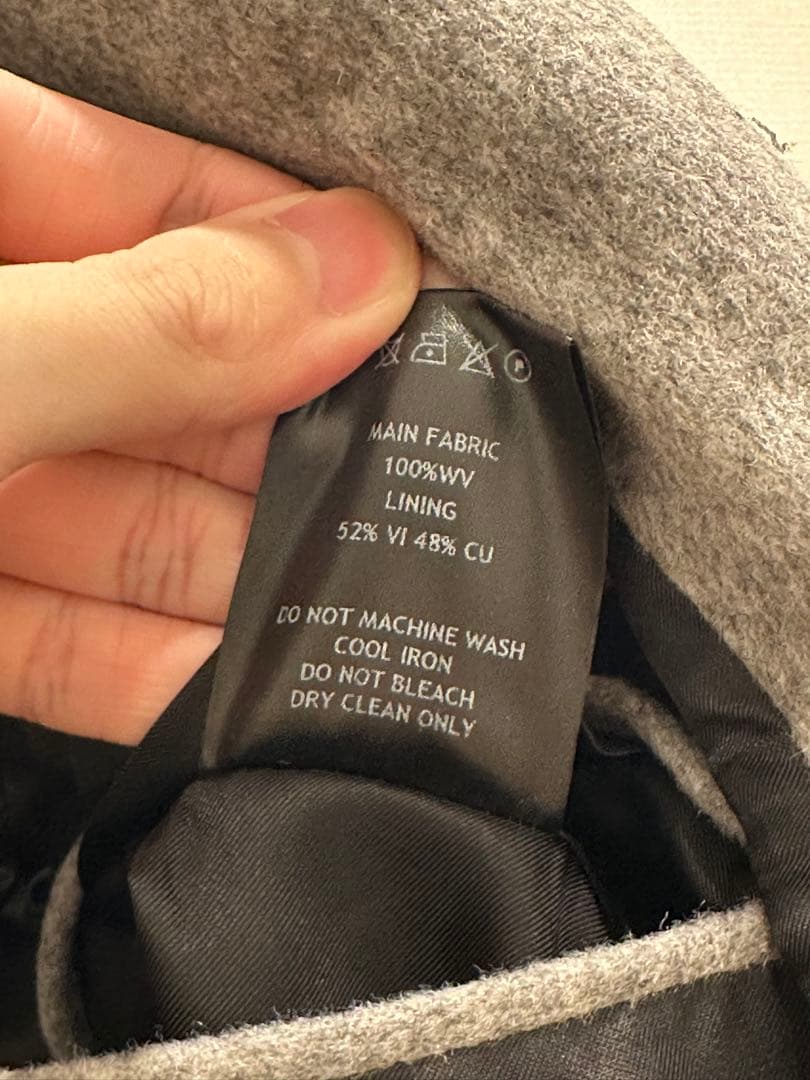 P
MAIN FABRIC
100%WV
LINING
52% VI 48% CU
DO NOT MACHINE WASH
COOL IRON
DO NOT BLEACH
DRY CLEAN ONLY